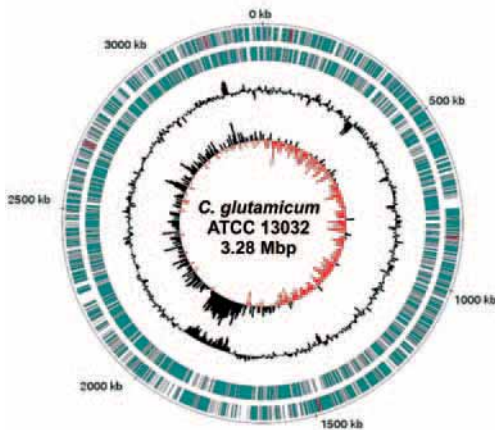 0 kb
3000 kb
500 kb
2500 kb
C. glutamicum
ATCC 13032
3.28 Mbp
1000 kb
2000 kb
1500 kb